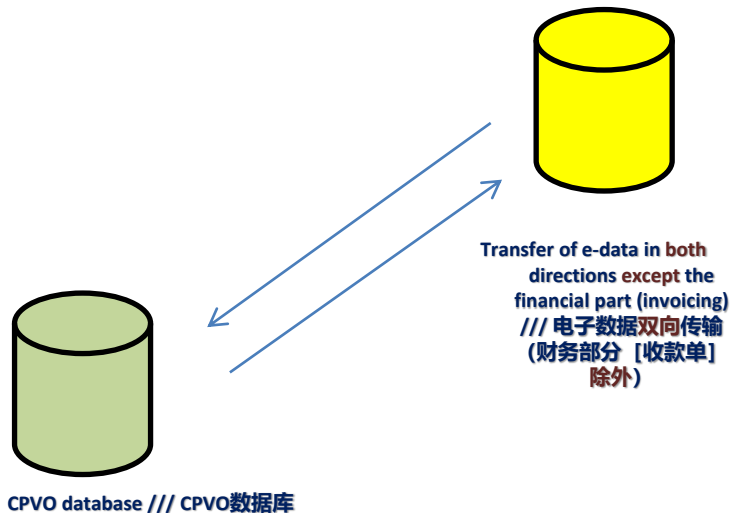 Transfer of e-data in both
directions except the
financial part (invoicing)
/// 电子数据双向传输
(财务部分 [收款单]
除外)
CPVO database /// CPVO数据库